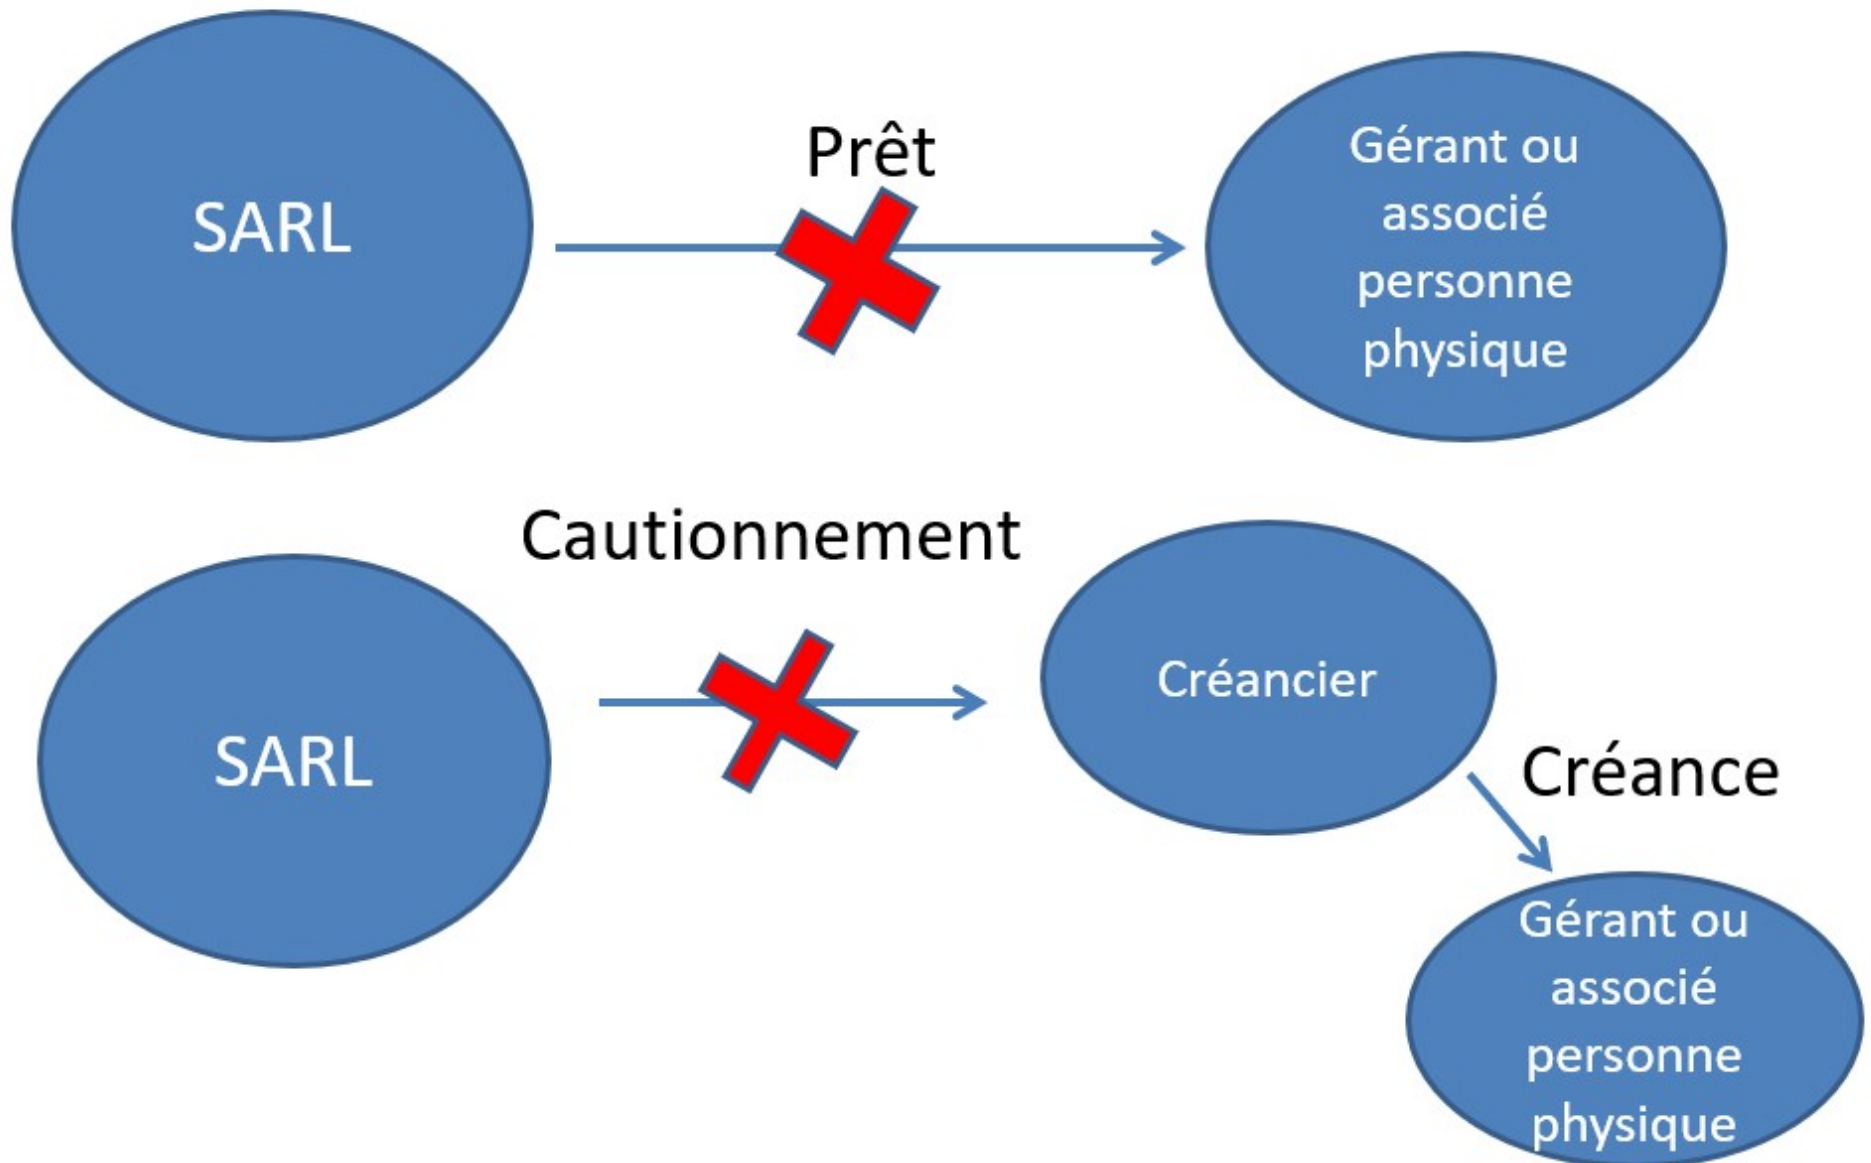 SARL
Prêt
Gérant ou
associé
personne
physique
Cautionnement
SARL
Créancier
Créance
Gérant ou
associé
personne
physique